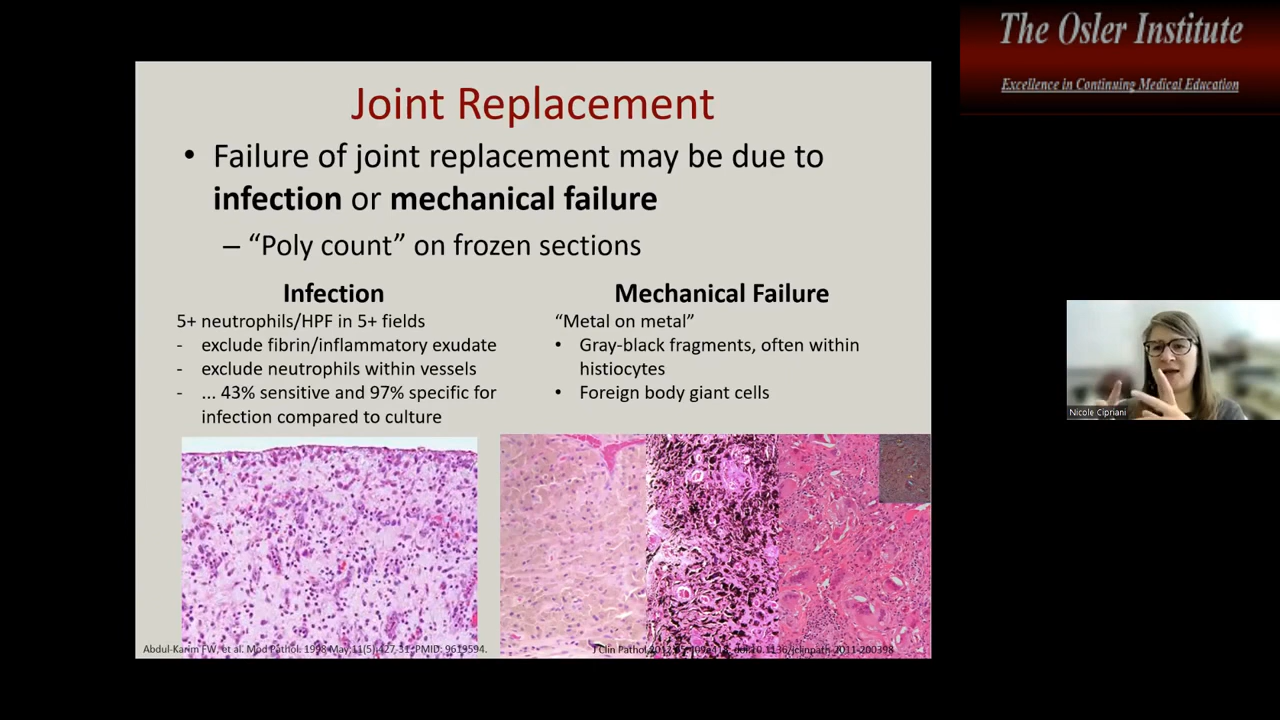 The Osler Institute
Excellence in Continuing Medical Education
Joint Replacement
• Failure of joint replacement may be due to
infection or mechanical failure
– “Poly count” on frozen sections
Infection
5+ neutrophils/HPF in 5+ fields
- exclude fibrin/inflammatory exudate
- exclude neutrophils within vessels
- ... 43% sensitive and 97% specific for
infection compared to culture
Mechanical Failure
“Metal on metal”
• Gray-black fragments, often within
histiocytes
• Foreign body giant cells
Abdul-Karim FW, et al. Mod Pathol. 1998 May;11(5):427-31. PMID: 9619594.
J Clin Pathol
Nicole Cipriani